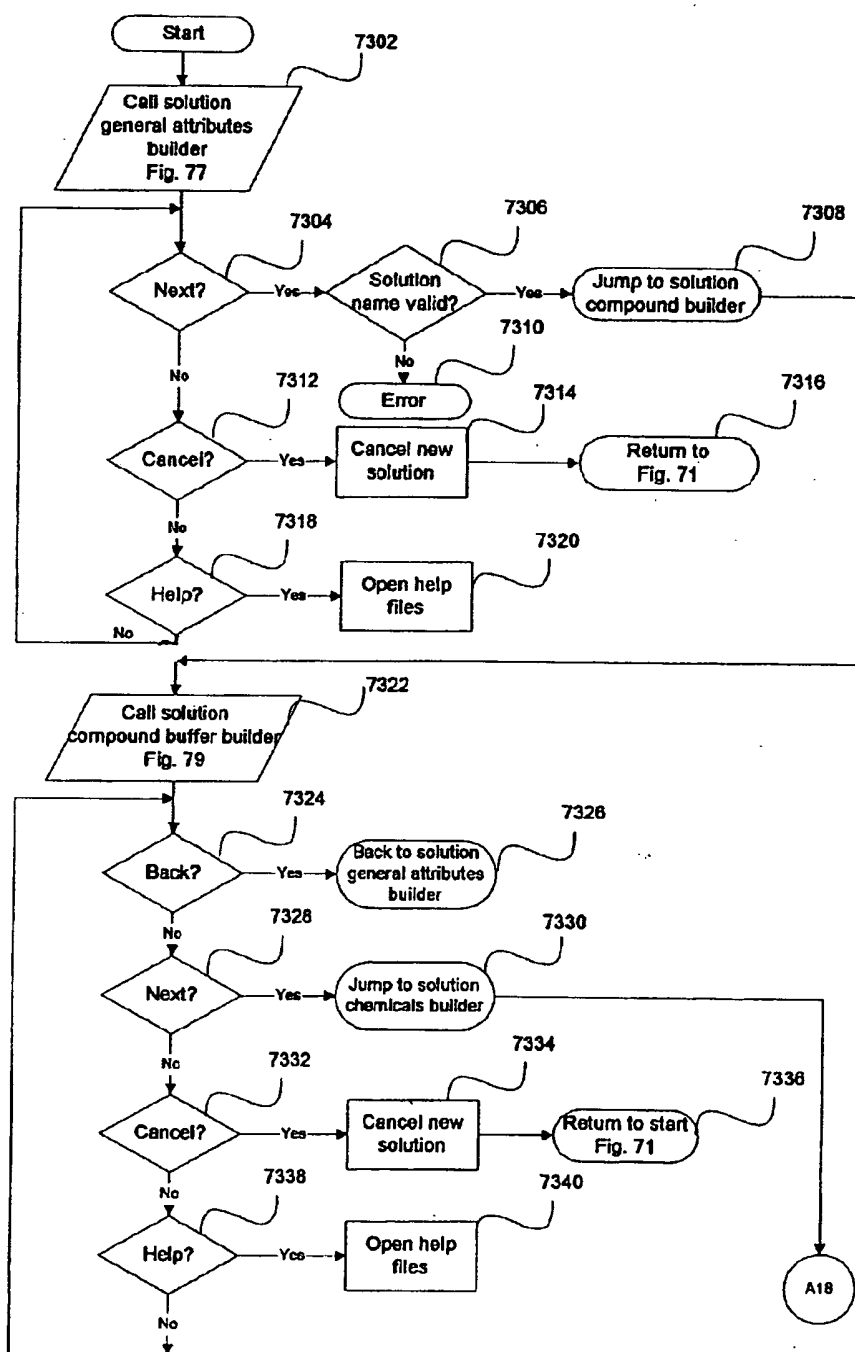 Start
7302
Call solution
general attributes
builder
Fig. 77
7304
7306
7308
Next?
Yes
Solution
name valid?
Yes
Jump to solution
compound builder
No
7310
No
Error
7312
7314
7316
Cancel?
Yes
Cancel new
solution
Return to
Fig. 71
No
7318
7320
Help?
Yes
Open help
files
No
7322
Call solution
compound buffer builder
Fig. 79
7324
7326
Back?
Yes
Back to solution
general attributes
builder
No
7328
7330
Next?
Yes
Jump to solution
chemicals builder
No
7332
7334
7336
Cancel?
Yes
Cancel new
solution
Return to start
Fig. 71
No
7338
7340
Help?
Yes
Open help
files
A18
No